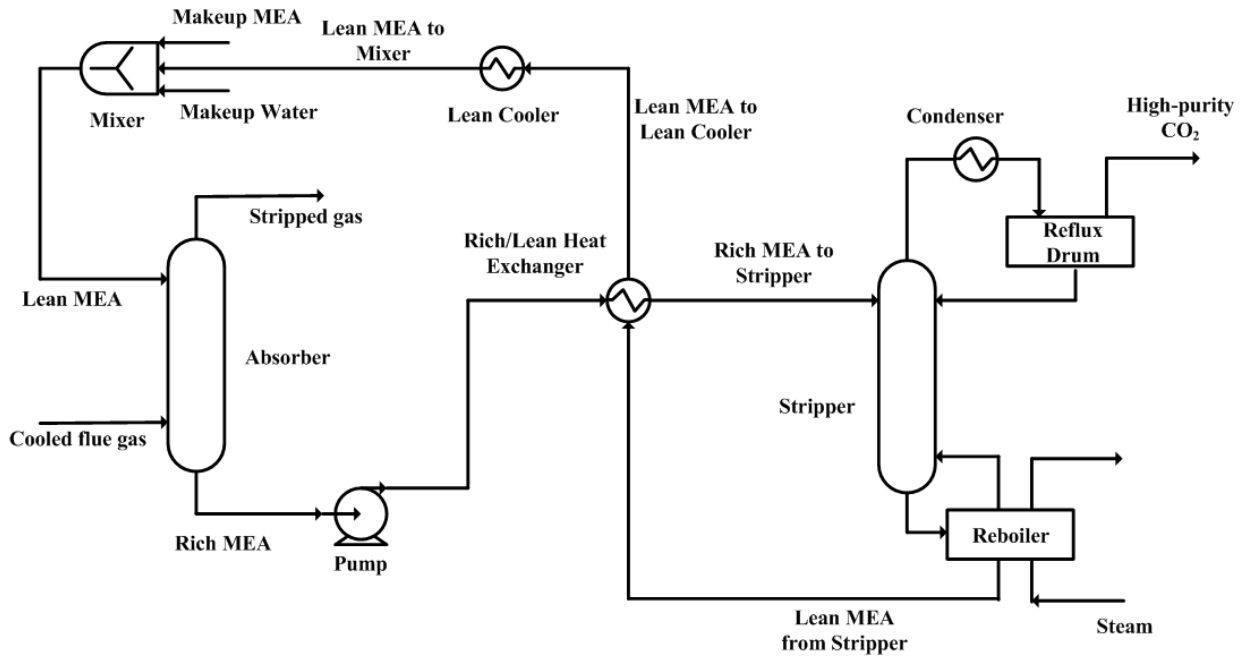 Makeup MEA
Lean MEA to
Mixer
Makeup Water
Mixer
Lean Cooler
Lean MEA to
Lean Cooler
Condenser
High-purity
CO₂
Stripped gas
Reflux
Drum
Rich/Lean Heat
Exchanger
Rich MEA to
Stripper
Lean MEA
Absorber
Stripper
Cooled flue gas
Rich MEA
Pump
Reboiler
Lean MEA
from Stripper
Steam